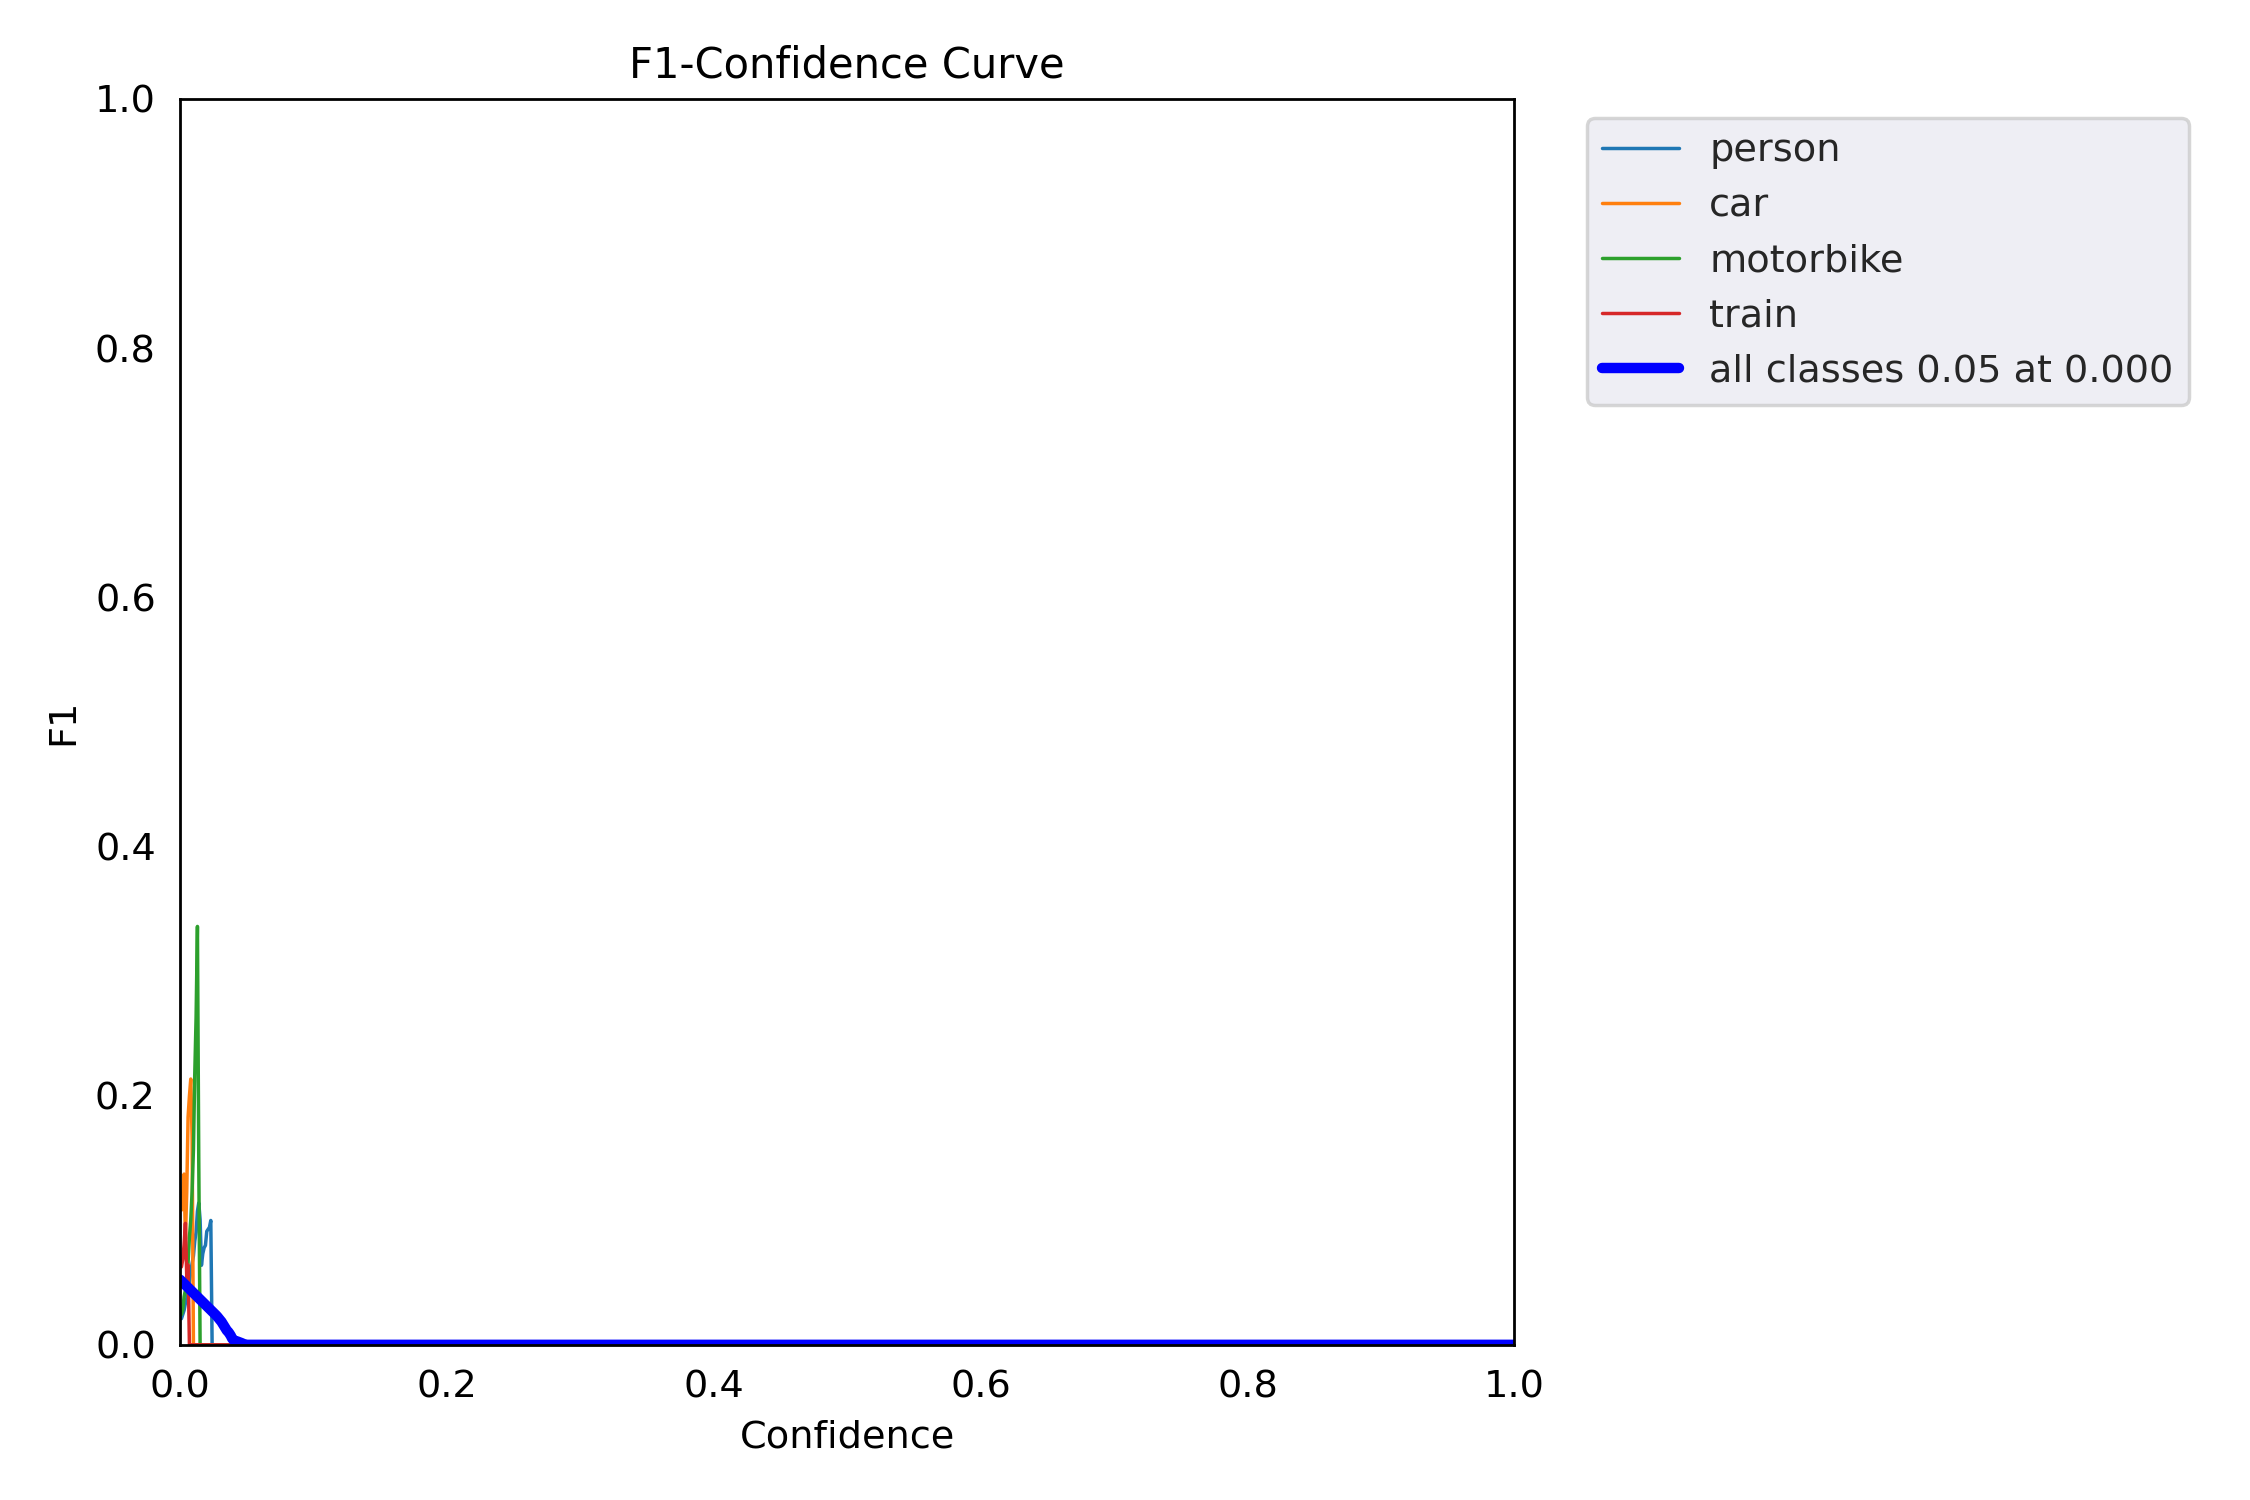 F1-Confidence Curve
1.0
0.8
0.6
0.4
0.2
0.0
F1
0.0 0.2 0.4 0.6 0.8 1.0
Confidence
person
car
motorbike
train
all classes 0.05 at 0.000